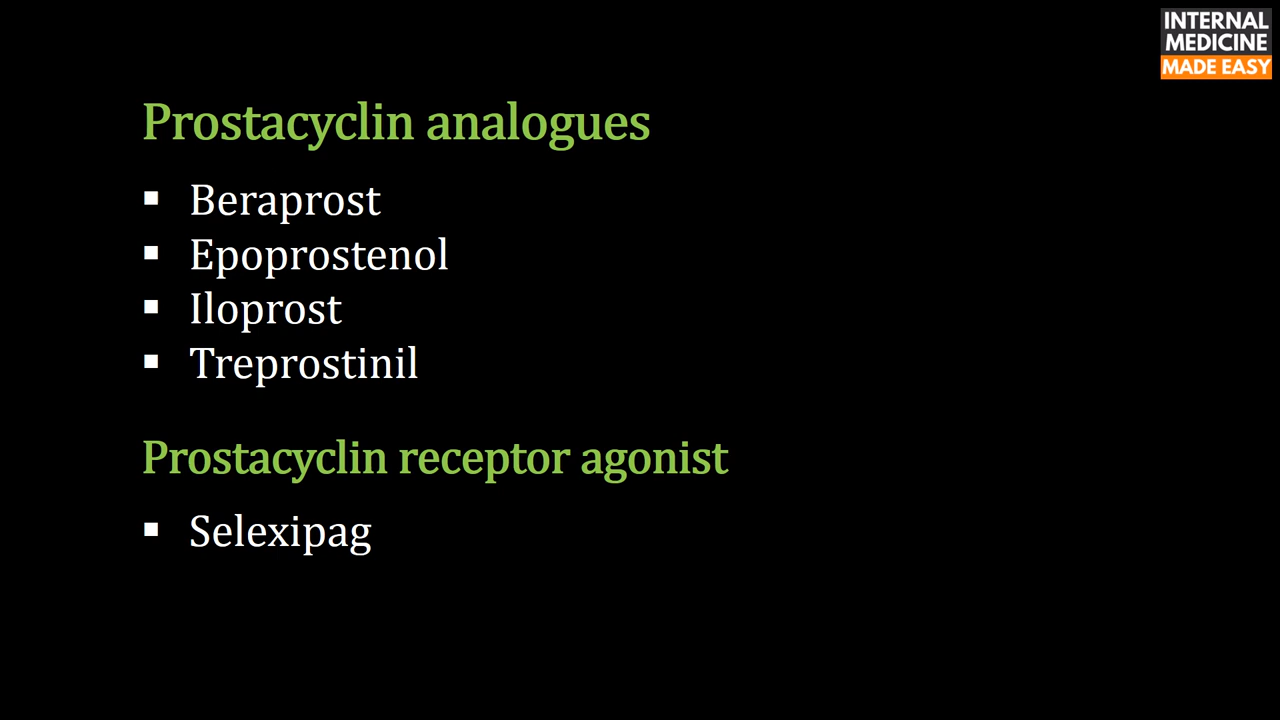 INTERNAL
MEDICINE
MADE EASY
Prostacyclin analogues
▪ Beraprost
▪ Epoprostenol
▪ Iloprost
▪ Treprostinil
Prostacyclin receptor agonist
▪ Selexipag